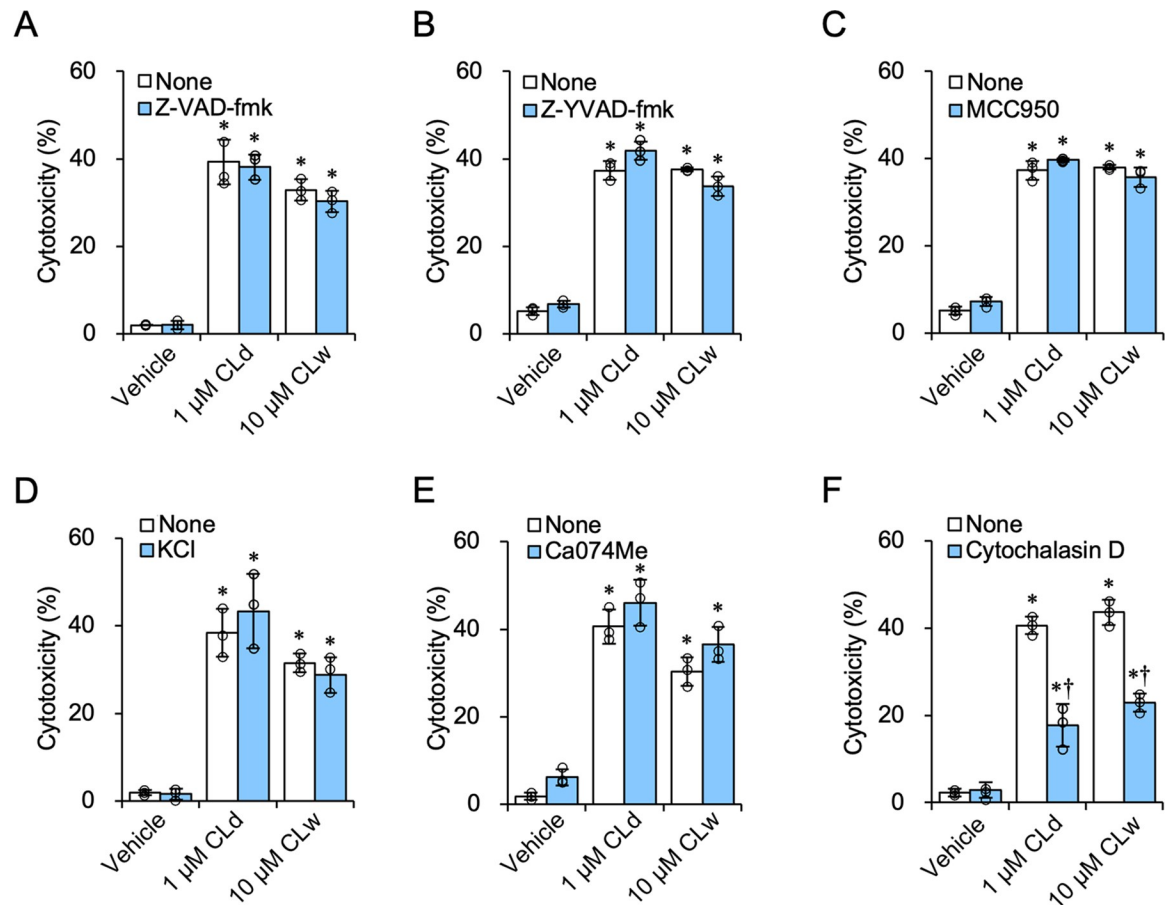 A
Cytotoxicity (%)
60
40
20
0
None
Z-VAD-fmk
* * * *
Vehicle
1 µM CLd
10 µM CLw
B
Cytotoxicity (%)
60
40
20
0
None
Z-YVAD-fmk
* * * *
Vehicle
1 µM CLd
10 µM CLw
C
Cytotoxicity (%)
60
40
20
0
None
MCC950
* * * *
Vehicle
1 µM CLd
10 µM CLw
D
Cytotoxicity (%)
60
40
20
0
None
KCl
* * * *
Vehicle
1 µM CLd
10 µM CLw
E
Cytotoxicity (%)
60
40
20
0
None
Ca074Me
* * * *
Vehicle
1 µM CLd
10 µM CLw
F
Cytotoxicity (%)
60
40
20
0
None
Cytochalasin D
* *† * *†
Vehicle
1 µM CLd
10 µM CLw